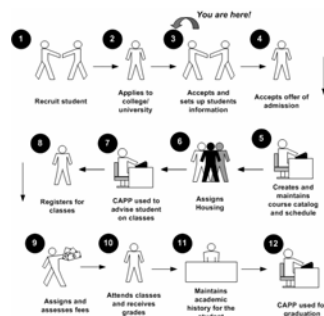 You are here!
1
2
3
4
Recruit student
Applies to
college/
university
Accepts and
sets up students
information
Accepts offer of
admission
8
7
6
5
Registers for
classes
CAPP used to
advise student
on classes
Assigns
Housing
Creates and
maintains
course catalog
and schedule
9
10
11
12
Assigns and
assesses fees
Attends classes and
receives
grades
Maintains
academic
history for the
student
CAPP used for
graduation